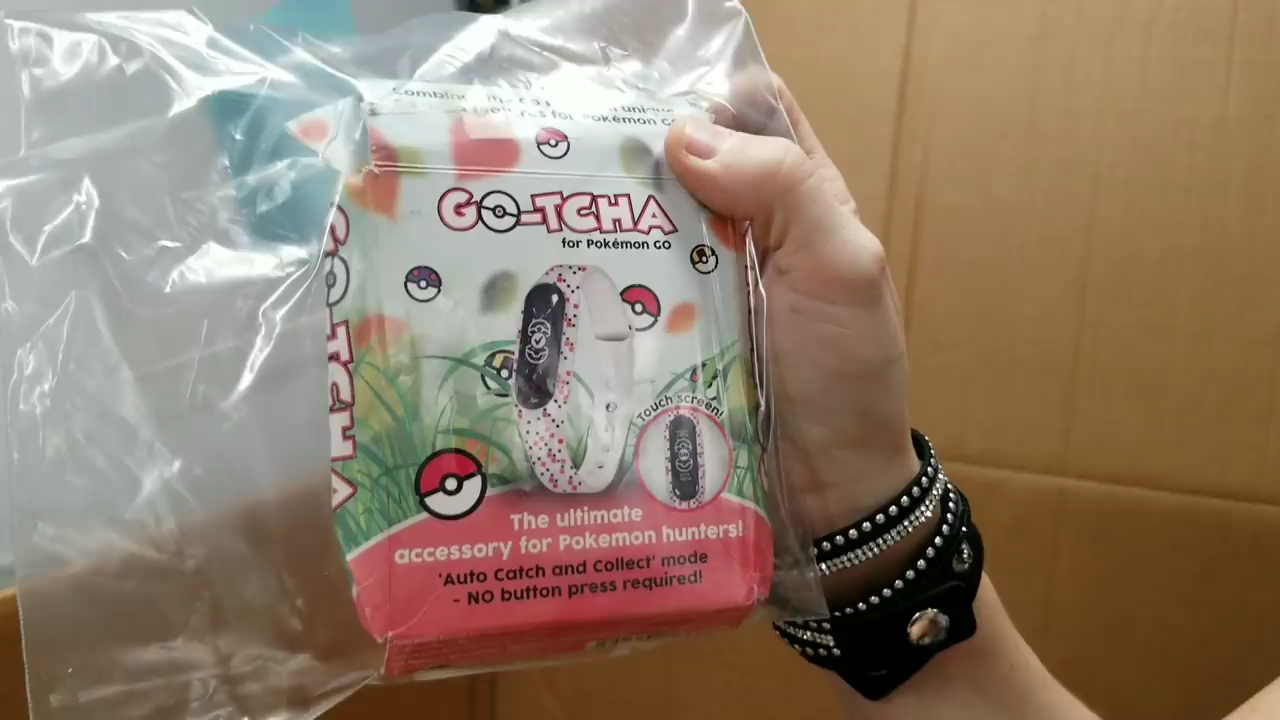 Pokémon
GO-TCHA
for Pokémon GO
GO-TCHA
Touch screen!
The ultimate
accessory for Pokemon hunters!
'Auto Catch and Collect' mode
- NO button press required!